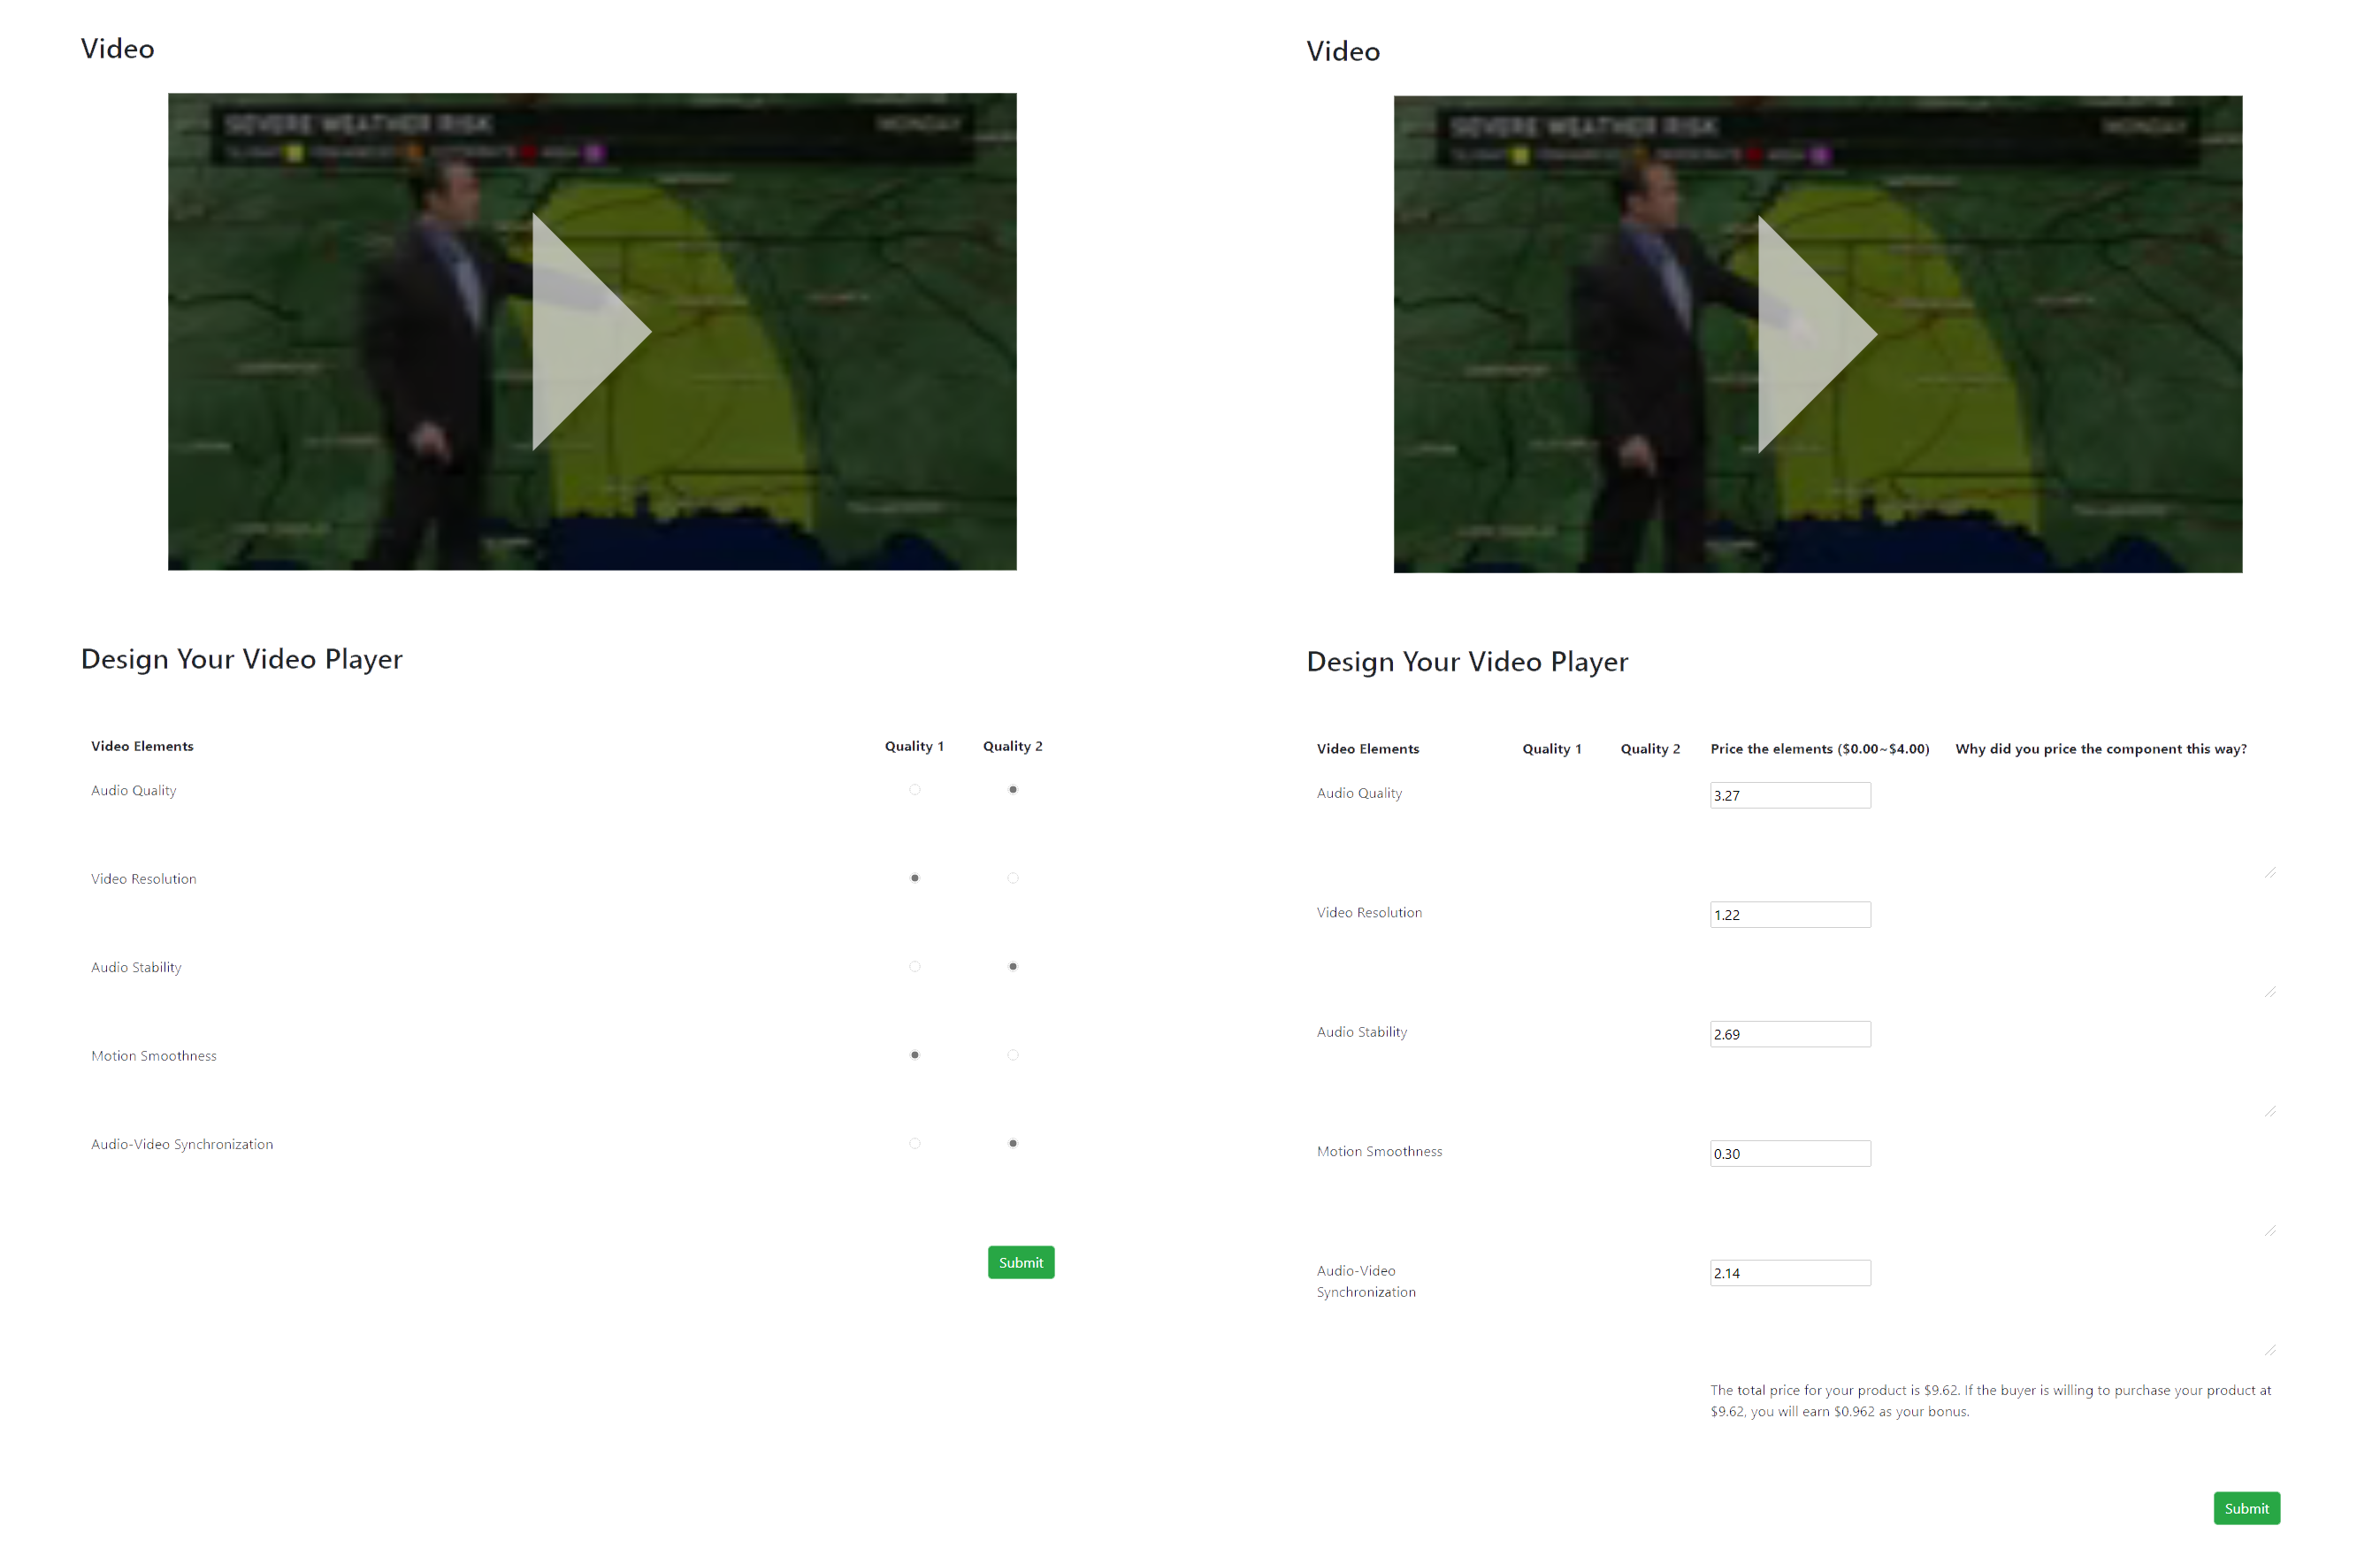 Video
SEVERE WEATHER RISK
MONDAY
Design Your Video Player
Video Elements Quality 1 Quality 2
Audio Quality
Video Resolution
Audio Stability
Motion Smoothness
Audio-Video Synchronization
Submit
Video
SEVERE WEATHER RISK
MONDAY
Design Your Video Player
Video Elements Quality 1 Quality 2 Price the elements ($0.00~$4.00) Why did you price the component this way?
Audio Quality 3.27
Video Resolution 1.22
Audio Stability 2.69
Motion Smoothness 0.30
Audio-Video 2.14
Synchronization
The total price for your product is $9.62. If the buyer is willing to purchase your product at
$9.62, you will earn $0.962 as your bonus.
Submit